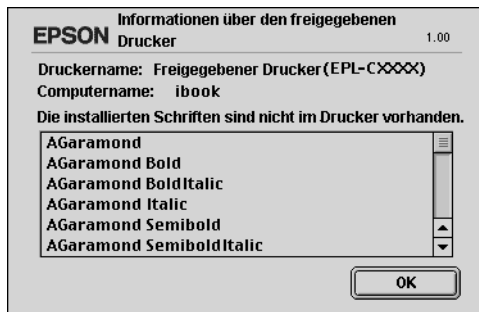 EPSON Informationen über den freigegebenen
Drucker 1.00
Druckername: Freigegebener Drucker(EPL-CXXXX)
Computername: ibook
Die installierten Schriften sind nicht im Drucker vorhanden.
AGaramond
AGaramond Bold
AGaramond BoldItalic
AGaramond Italic
AGaramond Semibold
AGaramond SemiboldItalic
OK